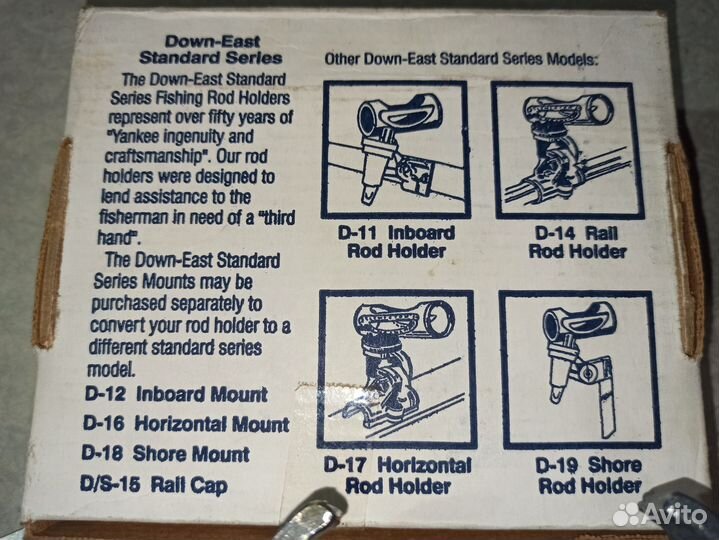 Down-East
Standard Series
The Down-East Standard
Series Fishing Rod Holders
represent over fifty years of
"Yankee ingenuity and
craftsmanship". Our rod
holders were designed to
lend assistance to the
fisherman in need of a "third
hand".
The Down-East Standard
Series Mounts may be
purchased separately to
convert your rod holder to a
different standard series
model.
D-12 Inboard Mount
D-16 Horizontal Mount
D-18 Shore Mount
D/S-15 Rail Cap
Other Down-East Standard Series Models:
D-11 Inboard
Rod Holder
D-14 Rail
Rod Holder
D-17 Horizontal
Rod Holder
D-19 Shore
Rod Holder
Avito